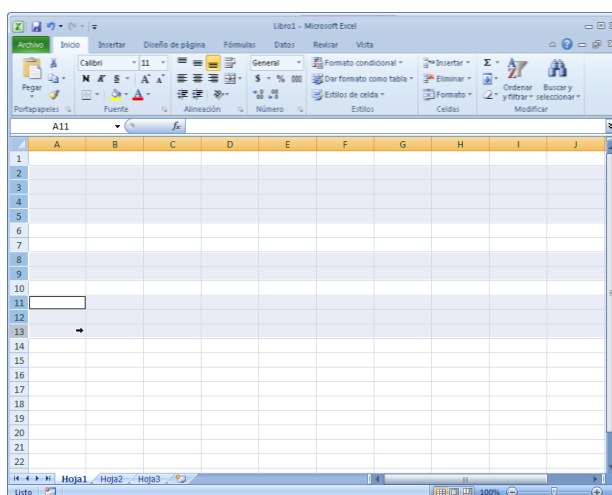 Libro1 - Microsoft Excel
Archivo Inicio Insertar Diseño de página Fórmulas Datos Revisar Vista
Pegar
Calibri 11
N K S A A
A
General
$ % 000
Formato condicional
Dar formato como tabla
Estilos de celda
Insertar
Eliminar
Formato
Σ
Ordenar y filtrar
Buscar y seleccionar
Portapapeles Fuente Alineación Número Estilos Celdas Modificar
A11 fx
A B C D E F G H I J
1
2
3
4
5
6
7
8
9
10
11
12
13
14
15
16
17
18
19
20
21
22
Hoja1 Hoja2 Hoja3
Listo 100%